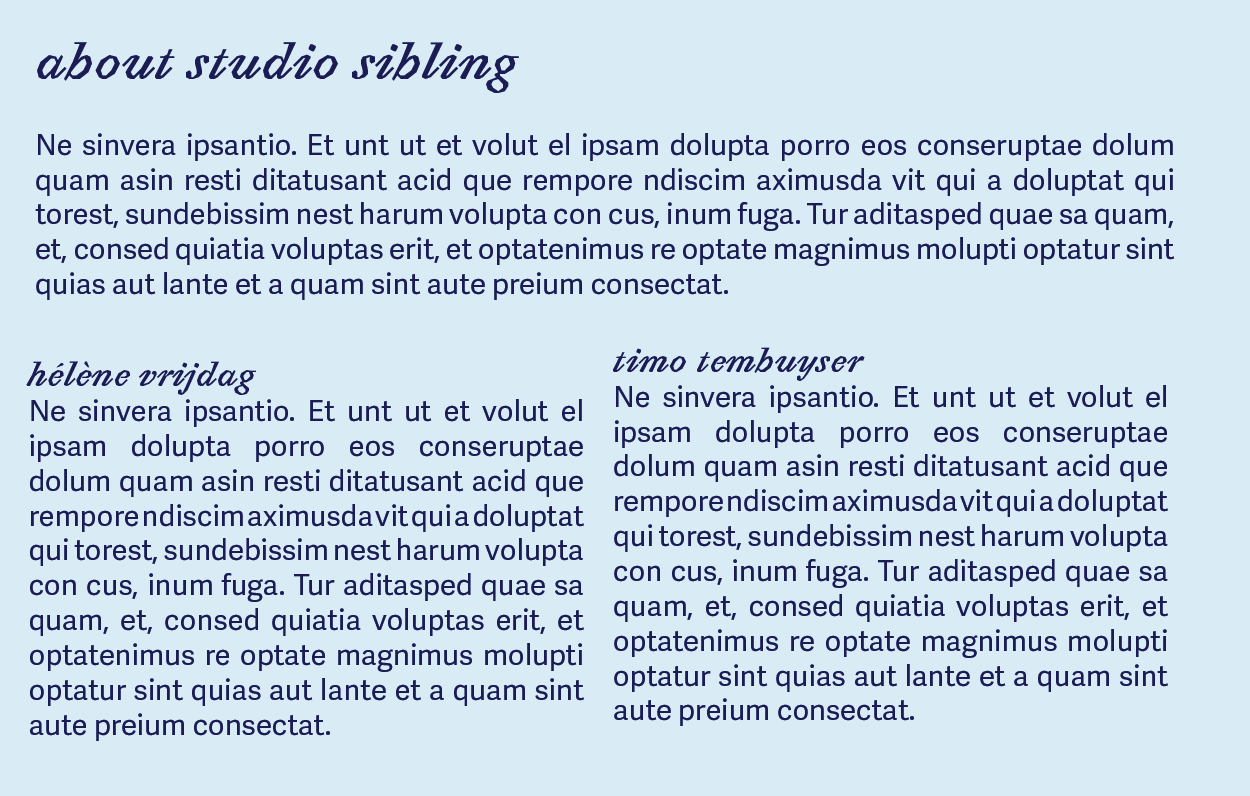 about studio sibling
Ne sinvera ipsantio. Et unt ut et volut el ipsam dolupta porro eos conseruptae dolum
quam asin resti ditatusant acid que rempore ndiscim aximusda vit qui a doluptat qui
torest, sundebissim nest harum volupta con cus, inum fuga. Tur aditasped quae sa quam,
et, consed quiatia voluptas erit, et optatenimus re optate magnimus molupti optatur sint
quias aut lante et a quam sint aute preium consectat.
hélène vrijdag
Ne sinvera ipsantio. Et unt ut et volut el
ipsam dolupta porro eos conseruptae
dolum quam asin resti ditatusant acid que
rempore ndiscim aximusda vit qui a doluptat
qui torest, sundebissim nest harum volupta
con cus, inum fuga. Tur aditasped quae sa
quam, et, consed quiatia voluptas erit, et
optatenimus re optate magnimus molupti
optatur sint quias aut lante et a quam sint
aute preium consectat.
timo tembuyser
Ne sinvera ipsantio. Et unt ut et volut el
ipsam dolupta porro eos conseruptae
dolum quam asin resti ditatusant acid que
rempore ndiscim aximusda vit qui a doluptat
qui torest, sundebissim nest harum volupta
con cus, inum fuga. Tur aditasped quae sa
quam, et, consed quiatia voluptas erit, et
optatenimus re optate magnimus molupti
optatur sint quias aut lante et a quam sint
aute preium consectat.